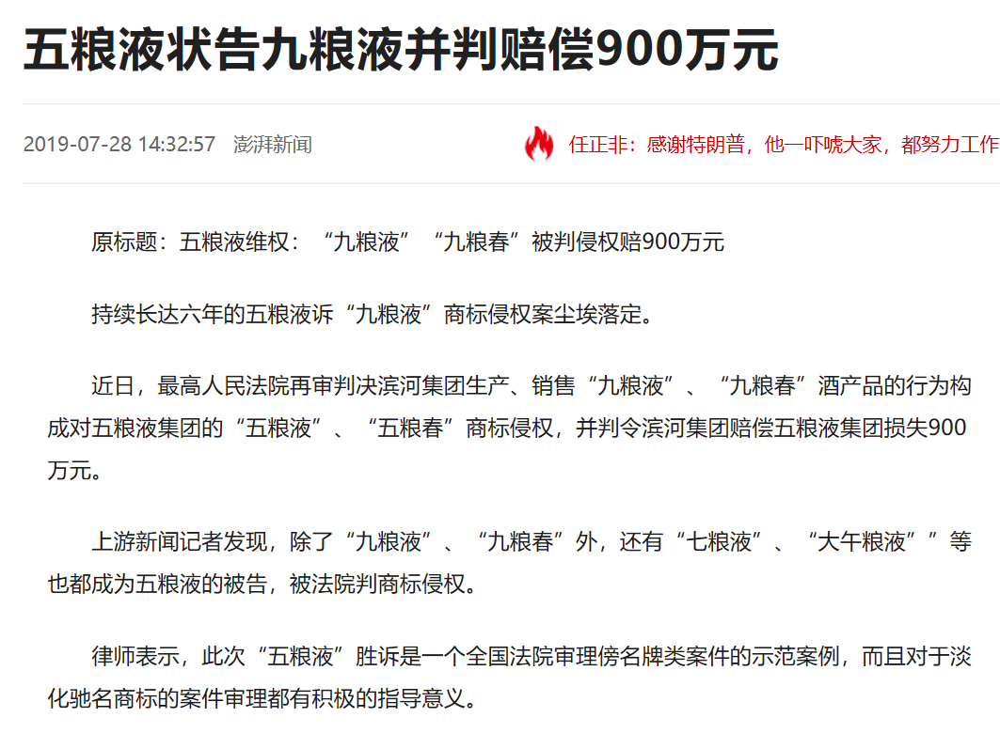 五粮液状告九粮液并判赔偿900万元
2019-07-28 14:32:57 澎湃新闻
任正非：感谢特朗普，他一吓唬大家，都努力工作
原标题：五粮液维权：“九粮液”“九粮春”被判侵权赔900万元
持续长达六年的五粮液诉“九粮液”商标侵权案尘埃落定。
近日，最高人民法院再审判决滨河集团生产、销售“九粮液”、“九粮春”酒产品的行为构
成对五粮液集团的“五粮液”、“五粮春”商标侵权，并判令滨河集团赔偿五粮液集团损失900
万元。
上游新闻记者发现，除了“九粮液”、“九粮春”外，还有“七粮液”、“大午粮液””等
也都成为五粮液的被告，被法院判商标侵权。
律师表示，此次“五粮液”胜诉是一个全国法院审理傍名牌类案件的示范案例，而且对于淡
化驰名商标的案件审理都有积极的指导意义。